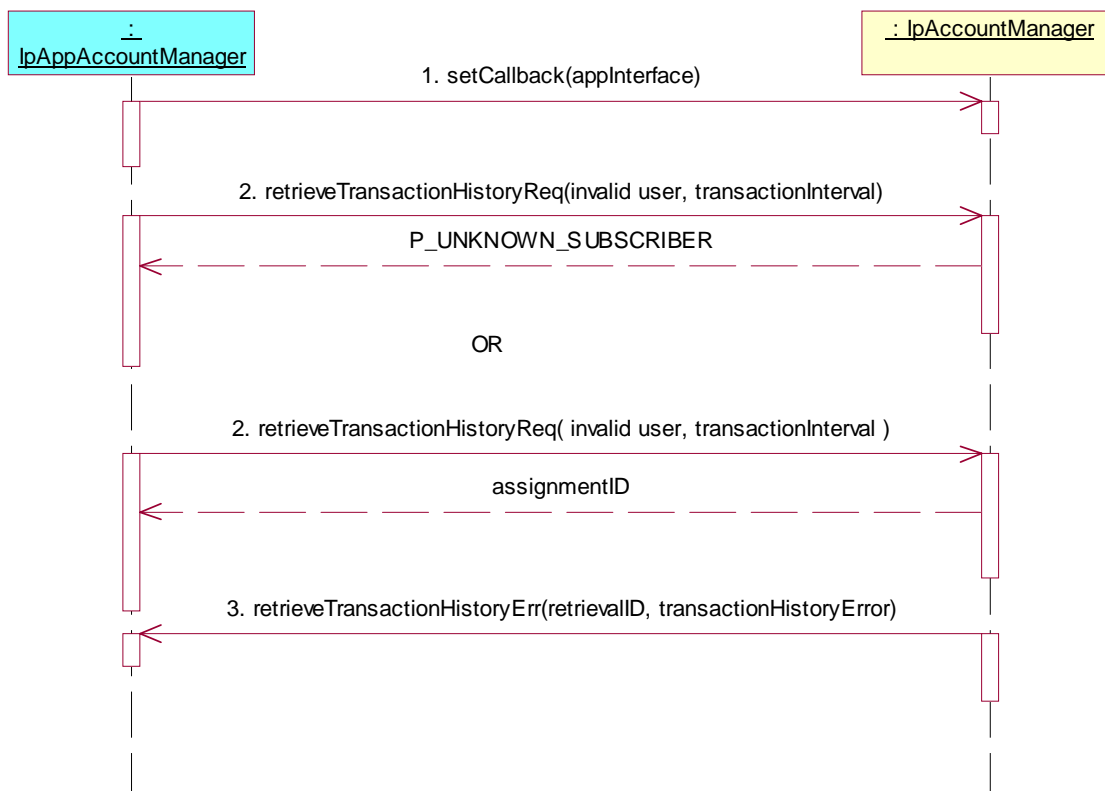 :
IpAppAccountManager
: IpAccountManager
1. setCallback(appInterface)
2. retrieveTransactionHistoryReq(invalid user, transactionInterval)
P_UNKNOWN_SUBSCRIBER
OR
2. retrieveTransactionHistoryReq( invalid user, transactionInterval )
assignmentID
3. retrieveTransactionHistoryErr(retrievalID, transactionHistoryError)